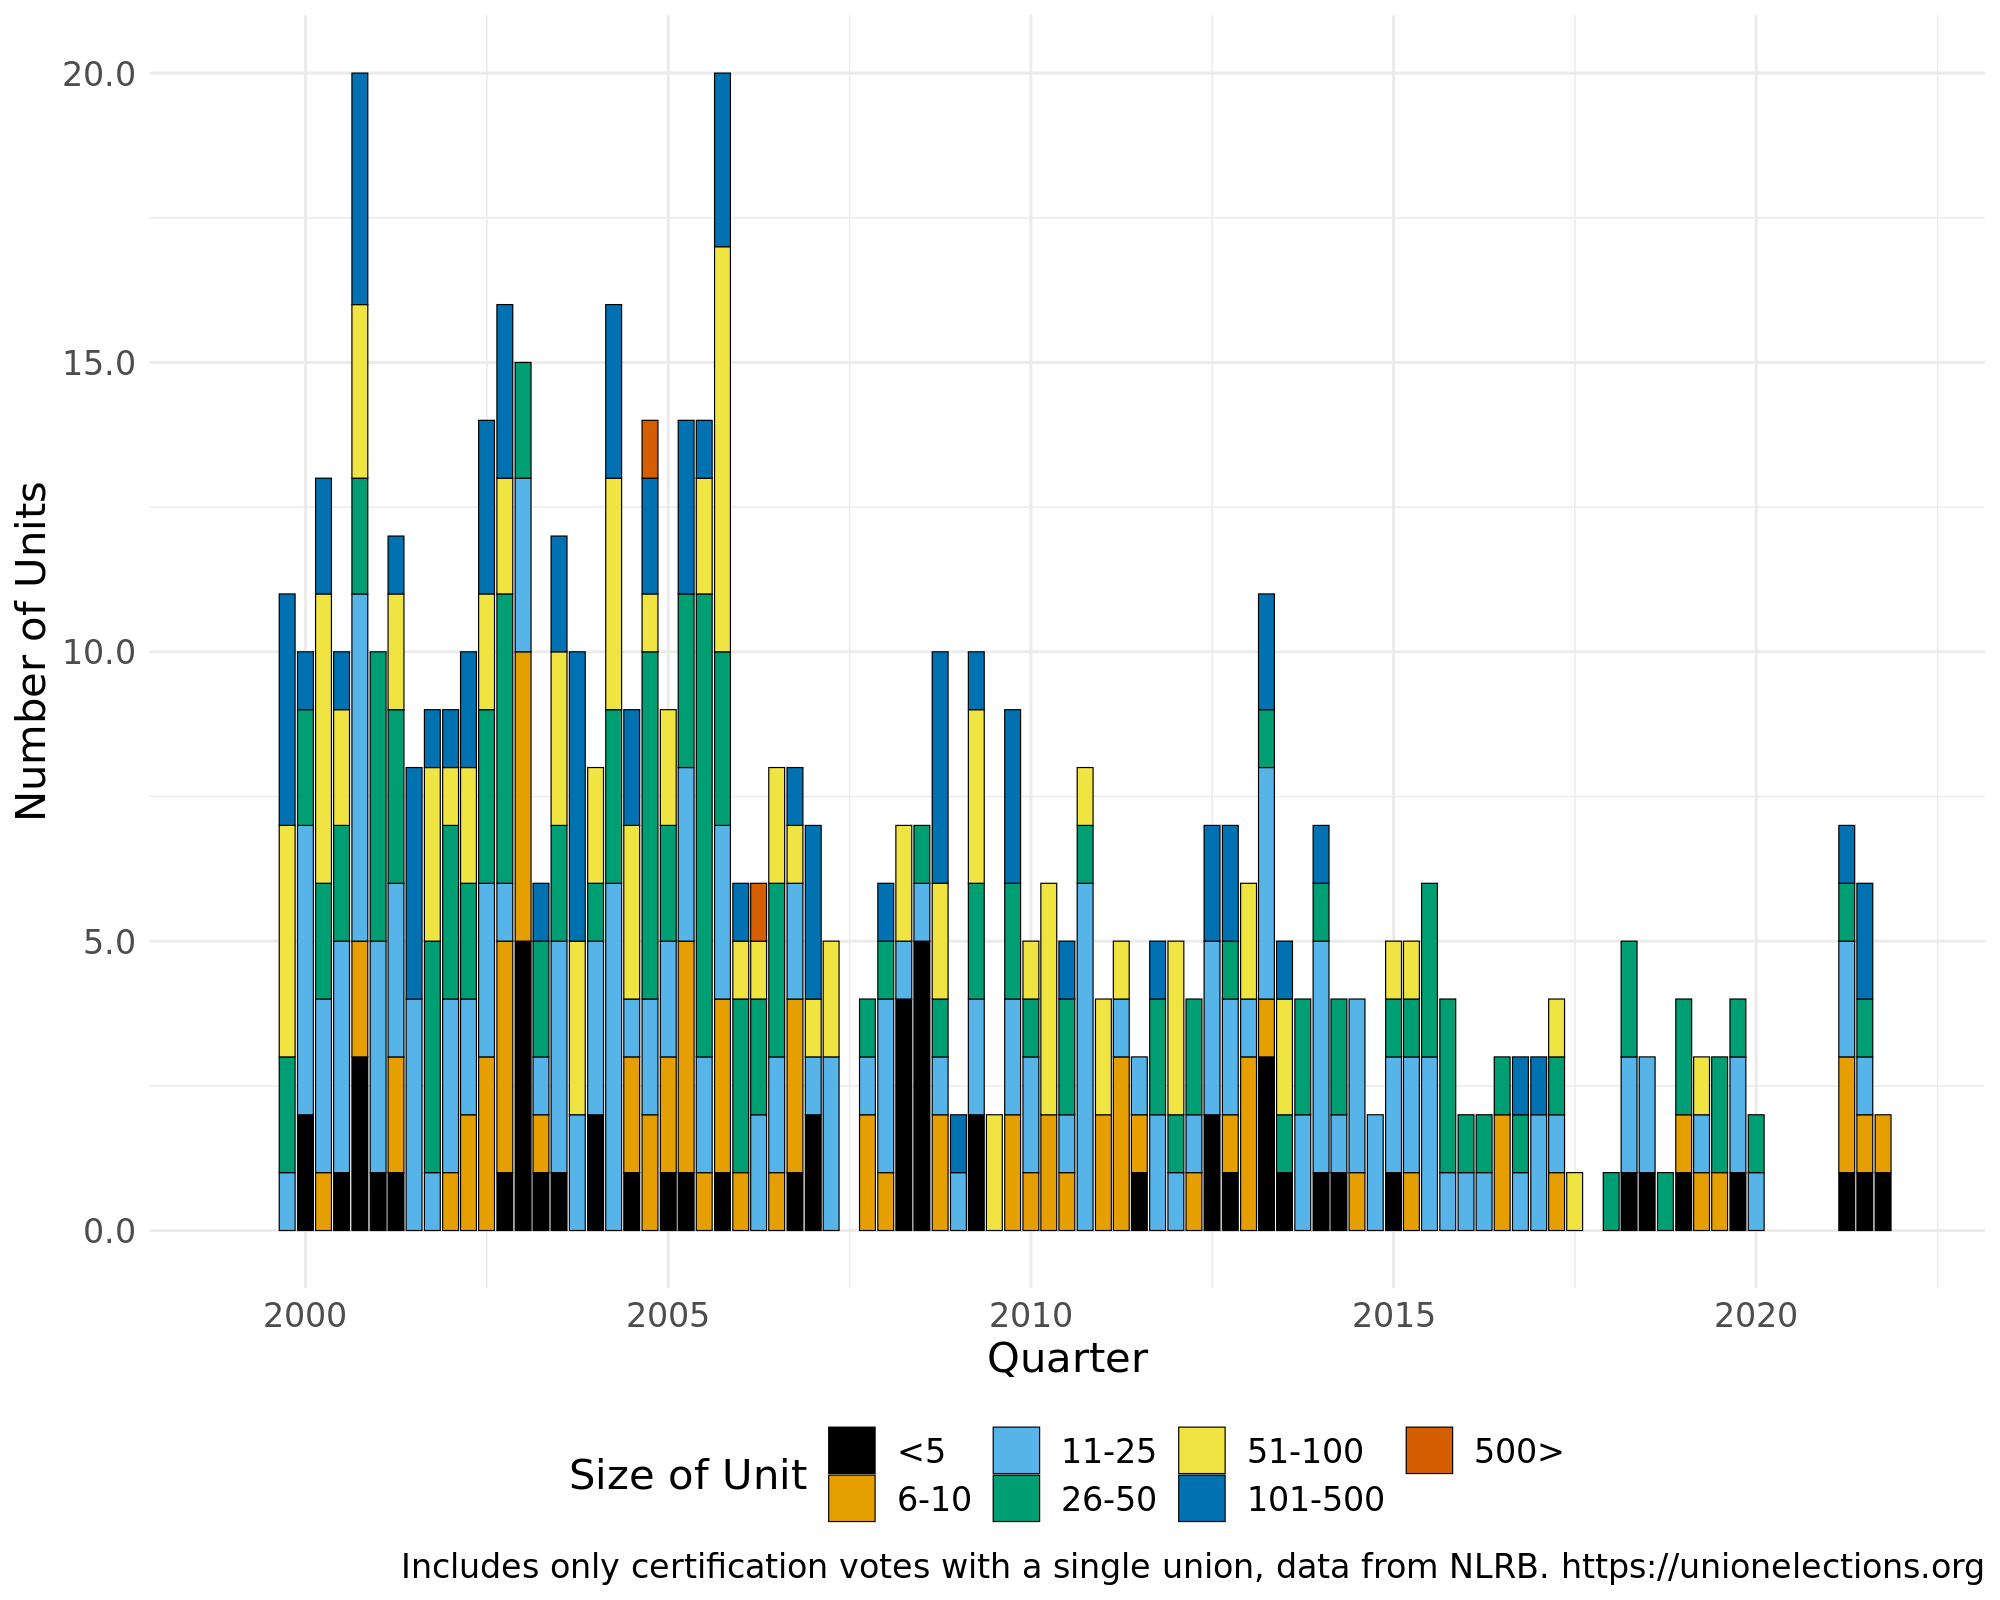 20.0
15.0
10.0
5.0
0.0
Number of Units
2000 2005 2010 2015 2020
Quarter
Size of Unit
<5 11-25 51-100 500>
6-10 26-50 101-500
Includes only certification votes with a single union, data from NLRB. https://unionelections.org